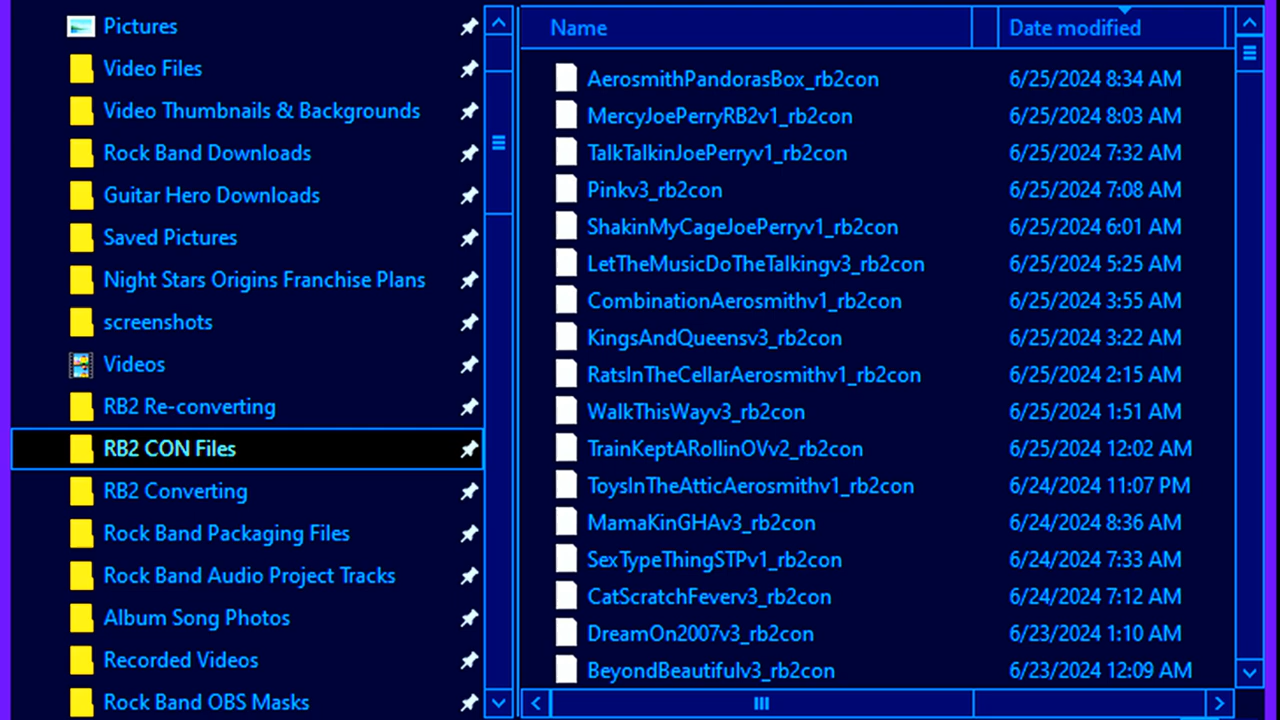 Pictures
Video Files
Video Thumbnails & Backgrounds
Rock Band Downloads
Guitar Hero Downloads
Saved Pictures
Night Stars Origins Franchise Plans
screenshots
Videos
RB2 Re-converting
RB2 CON Files
RB2 Converting
Rock Band Packaging Files
Rock Band Audio Project Tracks
Album Song Photos
Recorded Videos
Rock Band OBS Masks
Name Date modified
AerosmithPandorasBox_rb2con 6/25/2024 8:34 AM
MercyJoePerryRB2v1_rb2con 6/25/2024 8:03 AM
TalkTalkinJoePerryv1_rb2con 6/25/2024 7:32 AM
Pinkv3_rb2con 6/25/2024 7:08 AM
ShakinMyCageJoePerryv1_rb2con 6/25/2024 6:01 AM
LetTheMusicDoTheTalkingv3_rb2con 6/25/2024 5:25 AM
CombinationAerosmithv1_rb2con 6/25/2024 3:55 AM
KingsAndQueensv3_rb2con 6/25/2024 3:22 AM
RatsInTheCellarAerosmithv1_rb2con 6/25/2024 2:15 AM
WalkThisWayv3_rb2con 6/25/2024 1:51 AM
TrainKeptARollinOVv2_rb2con 6/25/2024 12:02 AM
ToysInTheAtticAerosmithv1_rb2con 6/24/2024 11:07 PM
MamaKinGHAv3_rb2con 6/24/2024 8:36 AM
SexTypeThingSTPv1_rb2con 6/24/2024 7:33 AM
CatScratchFeverv3_rb2con 6/24/2024 7:12 AM
DreamOn2007v3_rb2con 6/23/2024 1:10 AM
BeyondBeautifulv3_rb2con 6/23/2024 12:09 AM